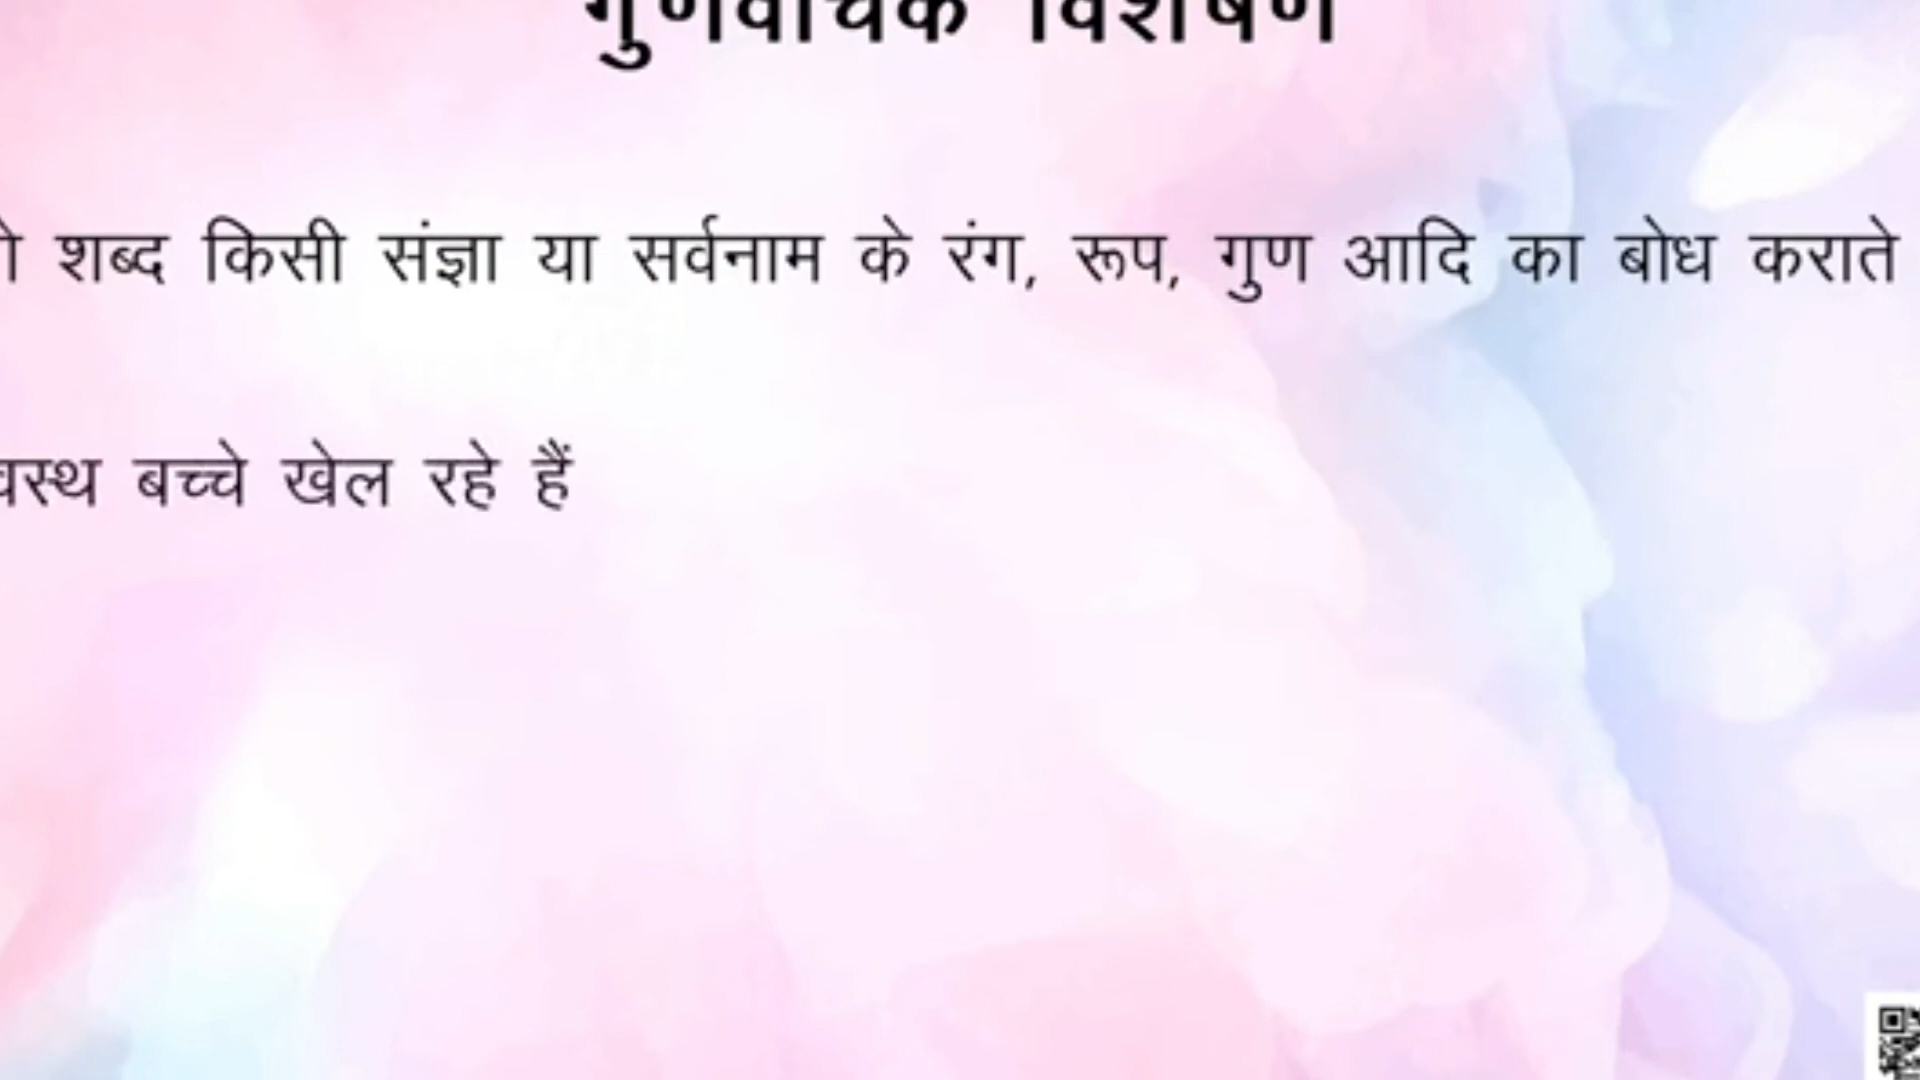 गुणवाचक विशेषण
शब्द किसी संज्ञा या सर्वनाम के रंग, रूप, गुण आदि का बोध कराते
बच्चे खेल रहे हैं